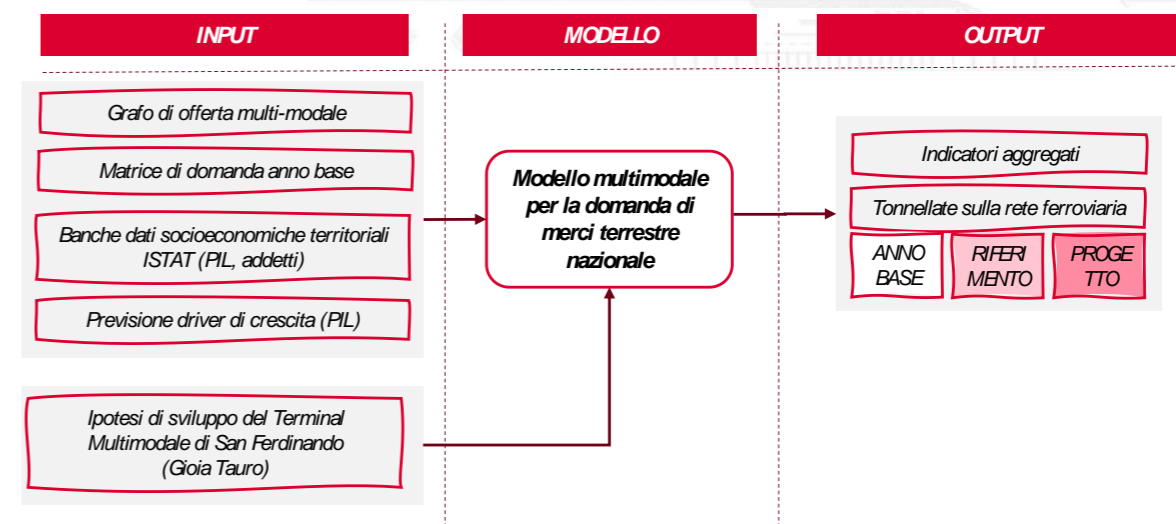 INPUT
MODELLO
OUTPUT
Grafo di offerta multi-modale
Matrice di domanda anno base
Banche dati socioeconomiche territoriali
ISTAT (PIL, addetti)
Previsione driver di crescita (PIL)
Ipotesi di sviluppo del Terminal
Multimodale di San Ferdinando
(Gioia Tauro)
Modello multimodale
per la domanda di
merci terrestre
nazionale
Indicatori aggregati
Tonnellate sulla rete ferroviaria
ANNO
BASE
RIFERI
MENTO
PROGE
TTO